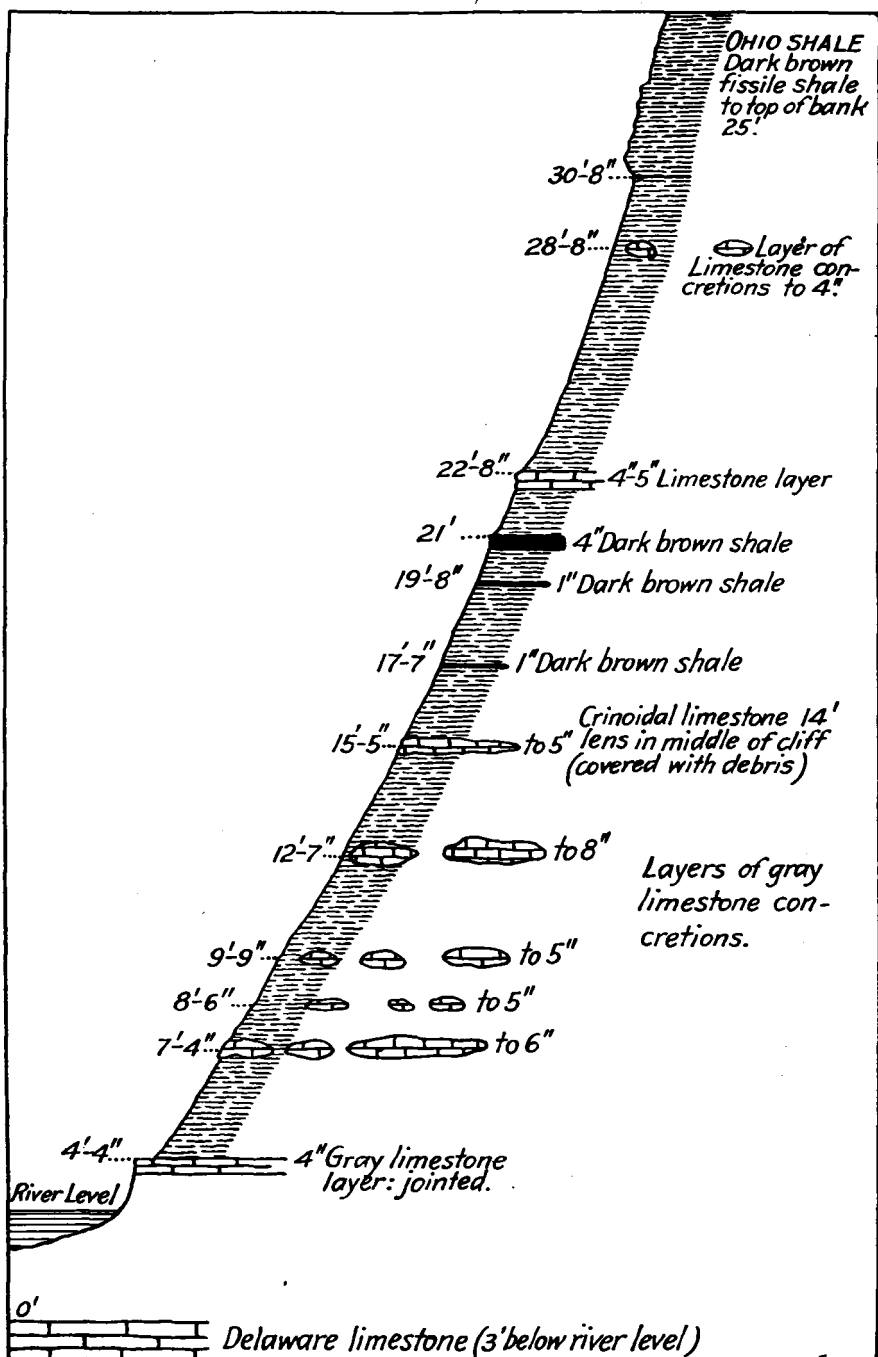 OHIO SHALE
Dark brown
fissile shale
to top of bank
25'.
30'-8"
28'-8"
Layer of
Limestone con-
cretions to 4".
22'-8"
4"-5" Limestone layer
21'
4" Dark brown shale
19'-8"
1" Dark brown shale
17'-7"
1" Dark brown shale
15'-5"
to 5"
Crinoidal limestone 14'
lens in middle of cliff
(covered with debris)
12'-7"
to 8"
Layers of gray
limestone con-
cretions.
9'-9"
to 5"
8'-6"
to 5"
7'-4"
to 6"
4'-4"
4" Gray limestone
layer: jointed.
River Level
0'
Delaware limestone (3' below river level)